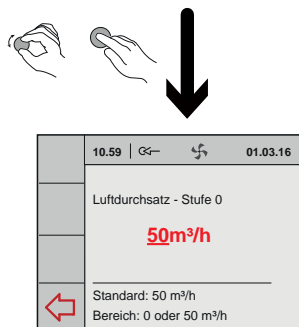 10.59 01.03.16
Luftdurchsatz - Stufe 0
50m³/h
Standard: 50 m³/h
Bereich: 0 oder 50 m³/h